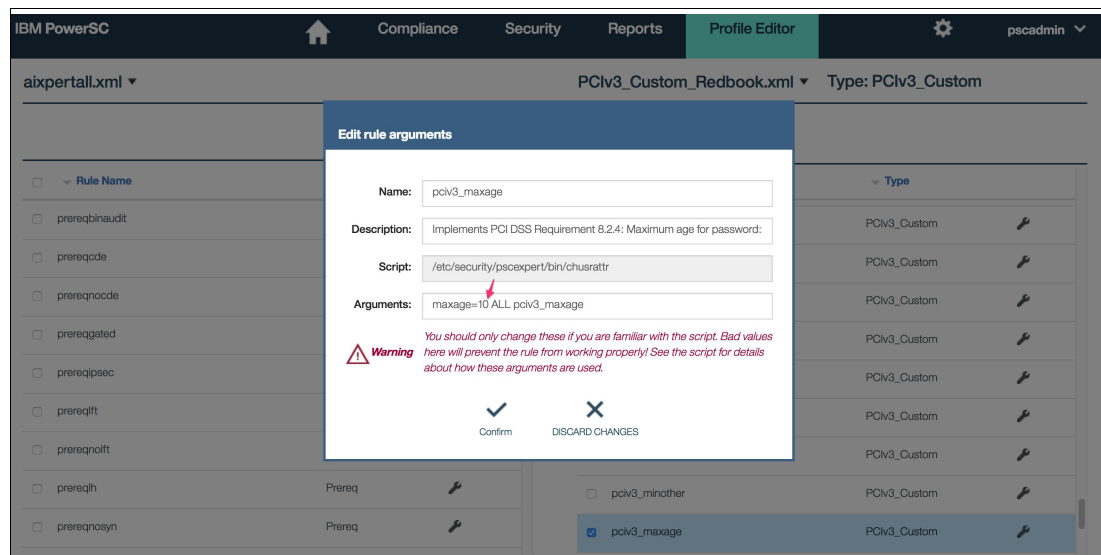 IBM PowerSC Compliance Security Reports Profile Editor pscadmin
aixpertall.xml PCIv3_Custom_Redbook.xml Type: PCIv3_Custom
Edit rule arguments
Rule Name Type
Name: pciv3_maxage
prereqbinaudit PCIv3_Custom
Description: Implements PCI DSS Requirement 8.2.4: Maximum age for password:
prereqcde PCIv3_Custom
Script: /etc/security/pscexpert/bin/chusrattr
prereqnocde PCIv3_Custom
Arguments: maxage=10 ALL pciv3_maxage
prereqgated PCIv3_Custom
Warning
You should only change these if you are familiar with the script. Bad values
here will prevent the rule from working properly! See the script for details
about how these arguments are used.
prereqipsec PCIv3_Custom
prereqlft PCIv3_Custom
Confirm DISCARD CHANGES
prereqnolft PCIv3_Custom
prereqlh Prereq pciv3_minother PCIv3_Custom
prereqnosyn Prereq pciv3_maxage PCIv3_Custom